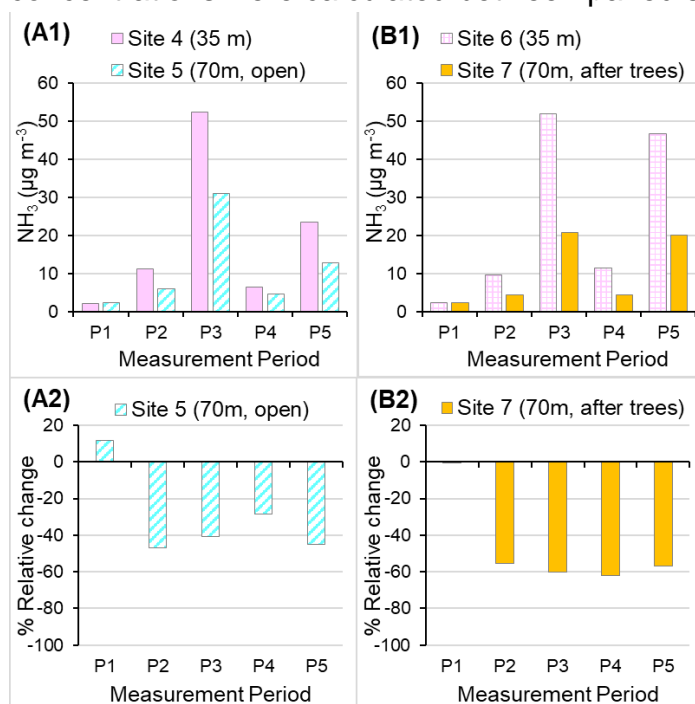 (A1)
Site 4 (35 m)
Site 5 (70m, open)
NH₃ (µg m⁻³)
60
50
40
30
20
10
0
P1 P2 P3 P4 P5
Measurement Period
(B1)
Site 6 (35 m)
Site 7 (70m, after trees)
NH₃ (µg m⁻³)
60
50
40
30
20
10
0
P1 P2 P3 P4 P5
Measurement Period
(A2)
Site 5 (70m, open)
% Relative change
20
0
-20
-40
-60
-80
-100
P1 P2 P3 P4 P5
Measurement Period
(B2)
Site 7 (70m, after trees)
% Relative change
20
0
-20
-40
-60
-80
-100
P1 P2 P3 P4 P5
Measurement Period